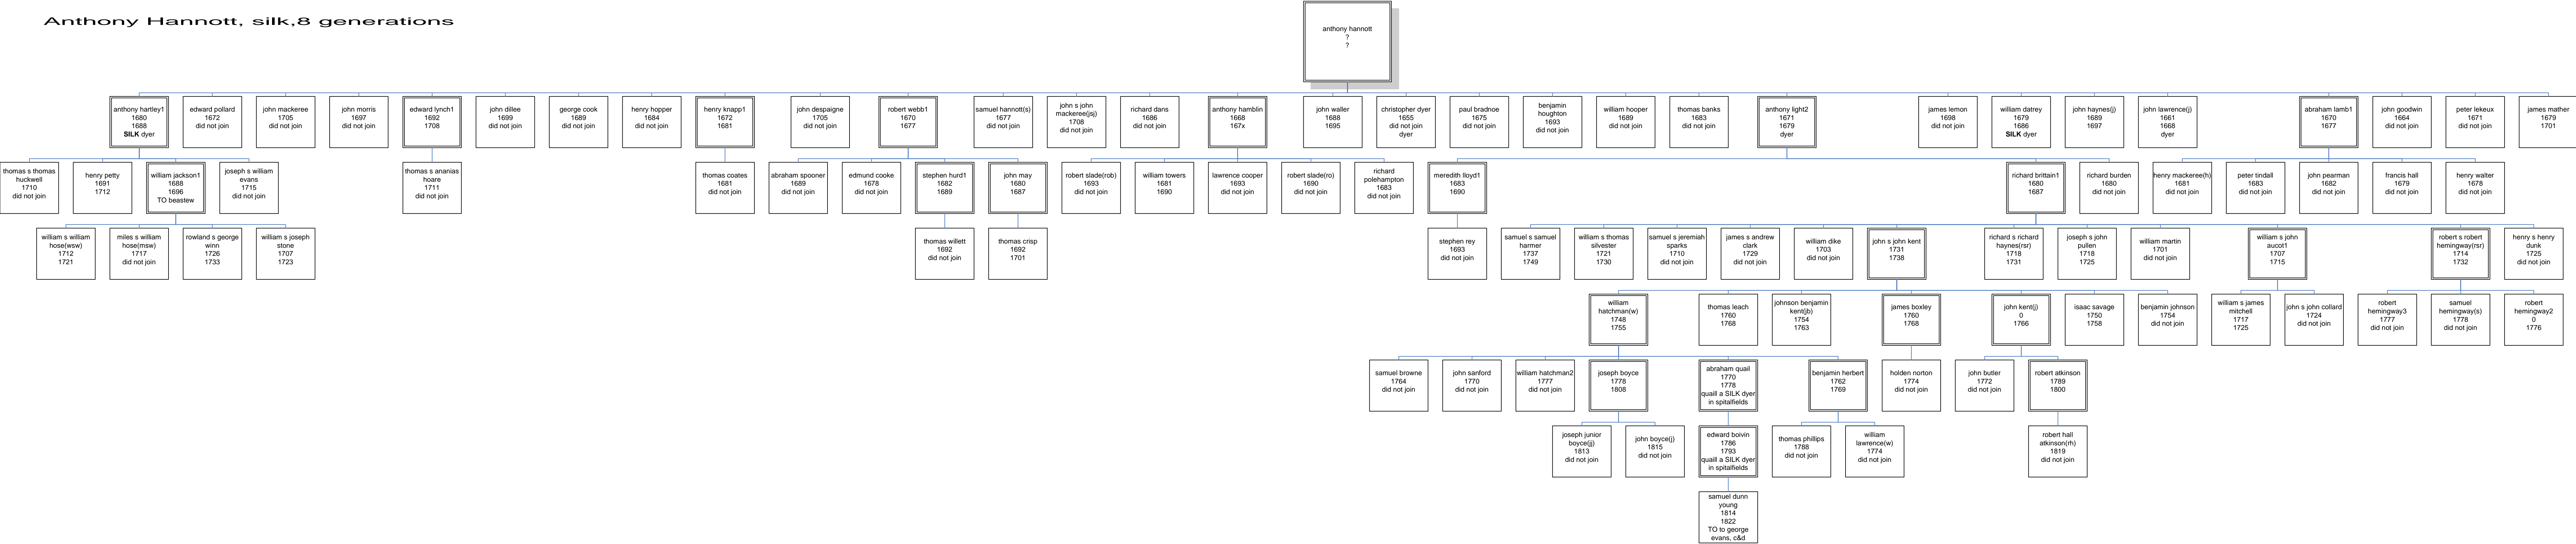 Anthony Hannott, silk,8 generations
anthony hannott
?
?
anthony hartley1
1680
1688
SILK dyer
edward pollard
1672
did not join
john mackeree
1705
did not join
john morris
1697
did not join
edward lynch1
1692
1708
john dillee
1699
did not join
george cook
1689
did not join
henry hopper
1684
did not join
henry knapp1
1672
1681
john despaigne
1705
did not join
robert webb1
1670
1677
samuel hannott(s)
1677
did not join
john s john
mackeree(jsj)
1708
did not join
richard dans
1686
did not join
anthony hamblin
1668
167x
john waller
1688
1695
christopher dyer
1655
did not join
dyer
paul bradnoe
1675
did not join
benjamin
houghton
1693
did not join
william hooper
1689
did not join
thomas banks
1683
did not join
anthony light2
1671
1679
dyer
james lemon
1698
did not join
william datrey
1679
1686
SILK dyer
john haynes(j)
1689
1697
john lawrence(j)
1661
1668
dyer
abraham lamb1
1670
1677
john goodwin
1664
did not join
peter lekeux
1671
did not join
james mather
1679
1701
thomas s thomas
huckwell
1710
did not join
henry petty
1691
1712
william jackson1
1688
1696
TO beastew
joseph s william
evans
1715
did not join
thomas s ananias
hoare
1711
did not join
thomas coates
1681
did not join
abraham spooner
1689
did not join
edmund cooke
1678
did not join
stephen hurd1
1682
1689
john may
1680
1687
robert slade(rob)
1693
did not join
william towers
1681
1690
lawrence cooper
1693
did not join
robert slade(ro)
1690
did not join
richard
polehampton
1683
did not join
meredith lloyd1
1683
1690
richard brittain1
1680
1687
richard burden
1680
did not join
henry mackeree(h)
1681
did not join
peter tindall
1683
did not join
john pearman
1682
did not join
francis hall
1679
did not join
henry walter
1678
did not join
william s william
hose(wsw)
1712
1721
miles s william
hose(msw)
1717
did not join
rowland s george
winn
1726
1733
william s joseph
stone
1707
1723
thomas willett
1692
did not join
thomas crisp
1692
1701
stephen rey
1693
did not join
samuel s samuel
harmer
1737
1749
william s thomas
silvester
1721
1730
samuel s jeremiah
sparks
1710
did not join
james s andrew
clark
1729
did not join
william dike
1703
did not join
john s john kent
1731
1738
richard s richard
haynes(rsr)
1718
1731
joseph s john
pullen
1718
1725
william martin
1701
did not join
william s john
aucot1
1707
1715
robert s robert
hemingway(rsr)
1714
1732
henry s henry
dunk
1725
did not join
william
hatchman(w)
1748
1755
thomas leach
1760
1768
johnson benjamin
kent(jb)
1754
1763
james boxley
1760
1768
john kent(j)
0
1766
isaac savage
1750
1758
benjamin johnson
1754
did not join
william s james
mitchell
1717
1725
john s john collard
1724
did not join
robert
hemingway3
1777
did not join
samuel
hemingway(s)
1778
did not join
robert
hemingway2
0
1776
samuel browne
1764
did not join
john sanford
1770
did not join
william hatchman2
1777
did not join
joseph boyce
1778
1808
abraham quail
1770
1778
quaill a SILK dyer
in spitalfields
benjamin herbert
1762
1769
holden norton
1774
did not join
john butler
1772
did not join
robert atkinson
1789
1800
joseph junior
boyce(jj)
1813
did not join
john boyce(j)
1815
did not join
edward boivin
1786
1793
quaill a SILK dyer
in spitalfields
thomas phillips
1788
did not join
william
lawrence(w)
1774
did not join
robert hall
atkinson(rh)
1819
did not join
samuel dunn
young
1814
1822
TO to george
evans, c&d